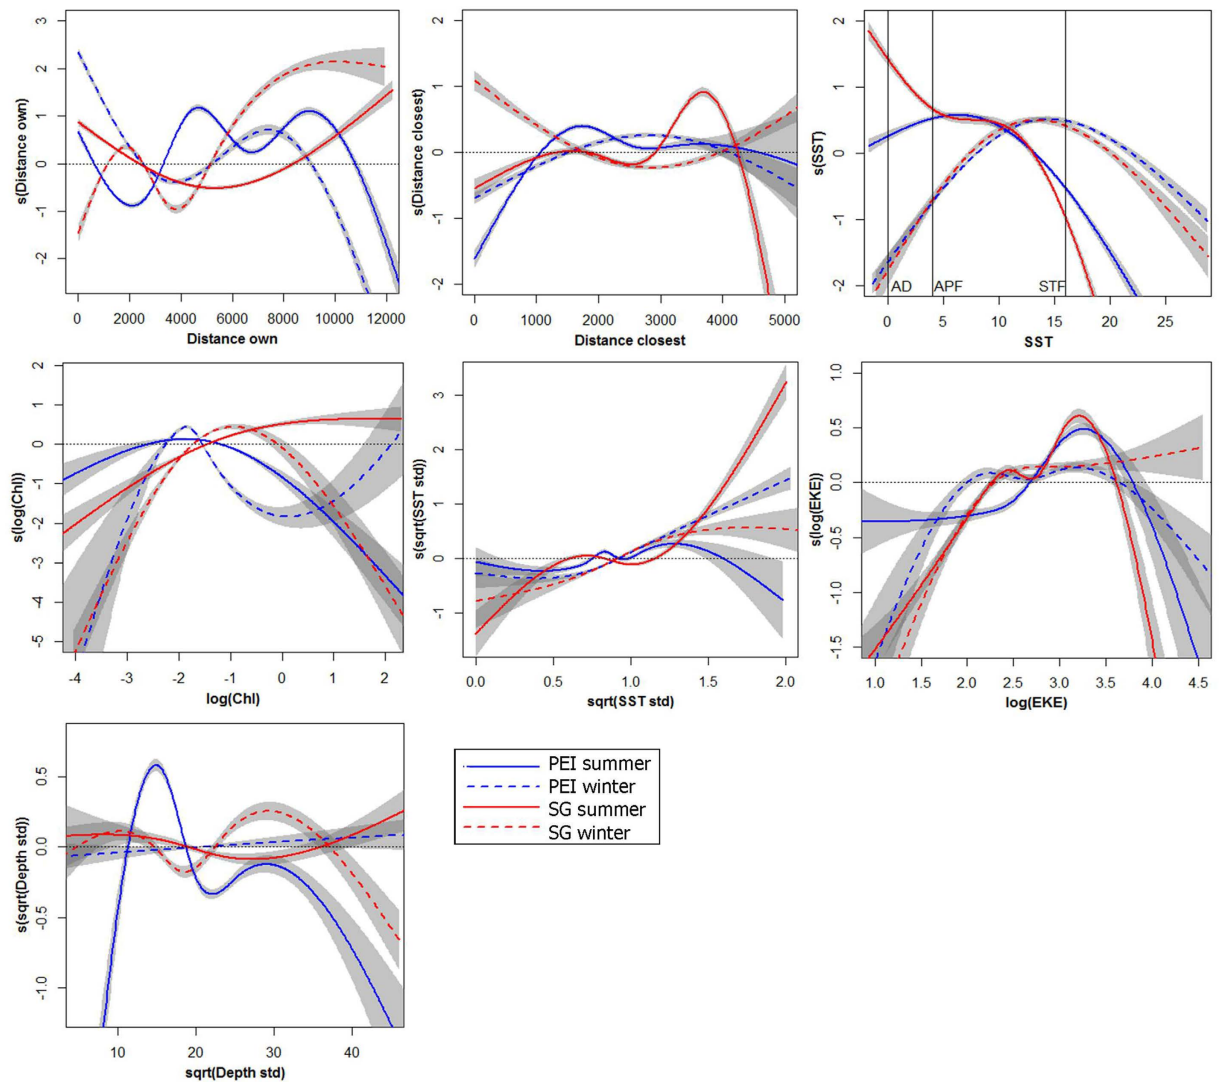 3
2
1
0
-1
-2
s(Distance own)
0 2000 4000 6000 8000 10000 12000
Distance own
2
1
0
-1
-2
s(Distance closest)
0 1000 2000 3000 4000 5000
Distance closest
2
1
0
-1
-2
s(SST)
AD APF STF
0 5 10 15 20 25
SST
2
1
0
-1
-2
-3
-4
-5
s(log(Chl))
-4 -3 -2 -1 0 1 2
log(Chl)
3
2
1
0
-1
s(sqrt(SST std))
0.0 0.5 1.0 1.5 2.0
sqrt(SST std)
1.0
0.5
0.0
-0.5
-1.0
-1.5
s(log(EKE))
1.0 1.5 2.0 2.5 3.0 3.5 4.0 4.5
log(EKE)
0.5
0.0
-0.5
-1.0
s(sqrt(Depth std))
10 20 30 40
sqrt(Depth std)
PEI summer
PEI winter
SG summer
SG winter